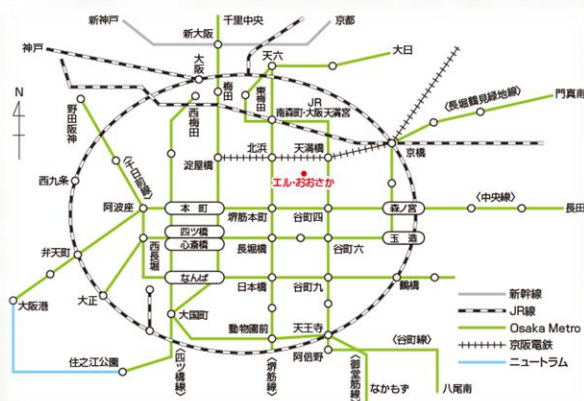 新神戸
千里中央
京都
新大阪
神戸
天六
大日
大阪
梅田
東梅田
西梅田
JR
南森町・大阪天満宮
〈長堀鶴見緑地線〉
門真南
N
野田阪神
〈千日前線〉
淀屋橋
北浜
天満橋
京橋
エル・おおさか
西九条
阿波座
本町
堺筋本町
谷町四
森ノ宮
〈中央線〉
長田
四ツ橋
心斎橋
西長堀
長堀橋
谷町六
玉造
弁天町
なんば
日本橋
谷町九
鶴橋
大阪港
大正
大国町
動物園前
天王寺
阿倍野
住之江公園
〈四ツ橋線〉
〈堺筋線〉
〈御堂筋線〉
なかもず
〈谷町線〉
八尾南
新幹線
JR線
Osaka Metro
京阪電鉄
ニュートラム